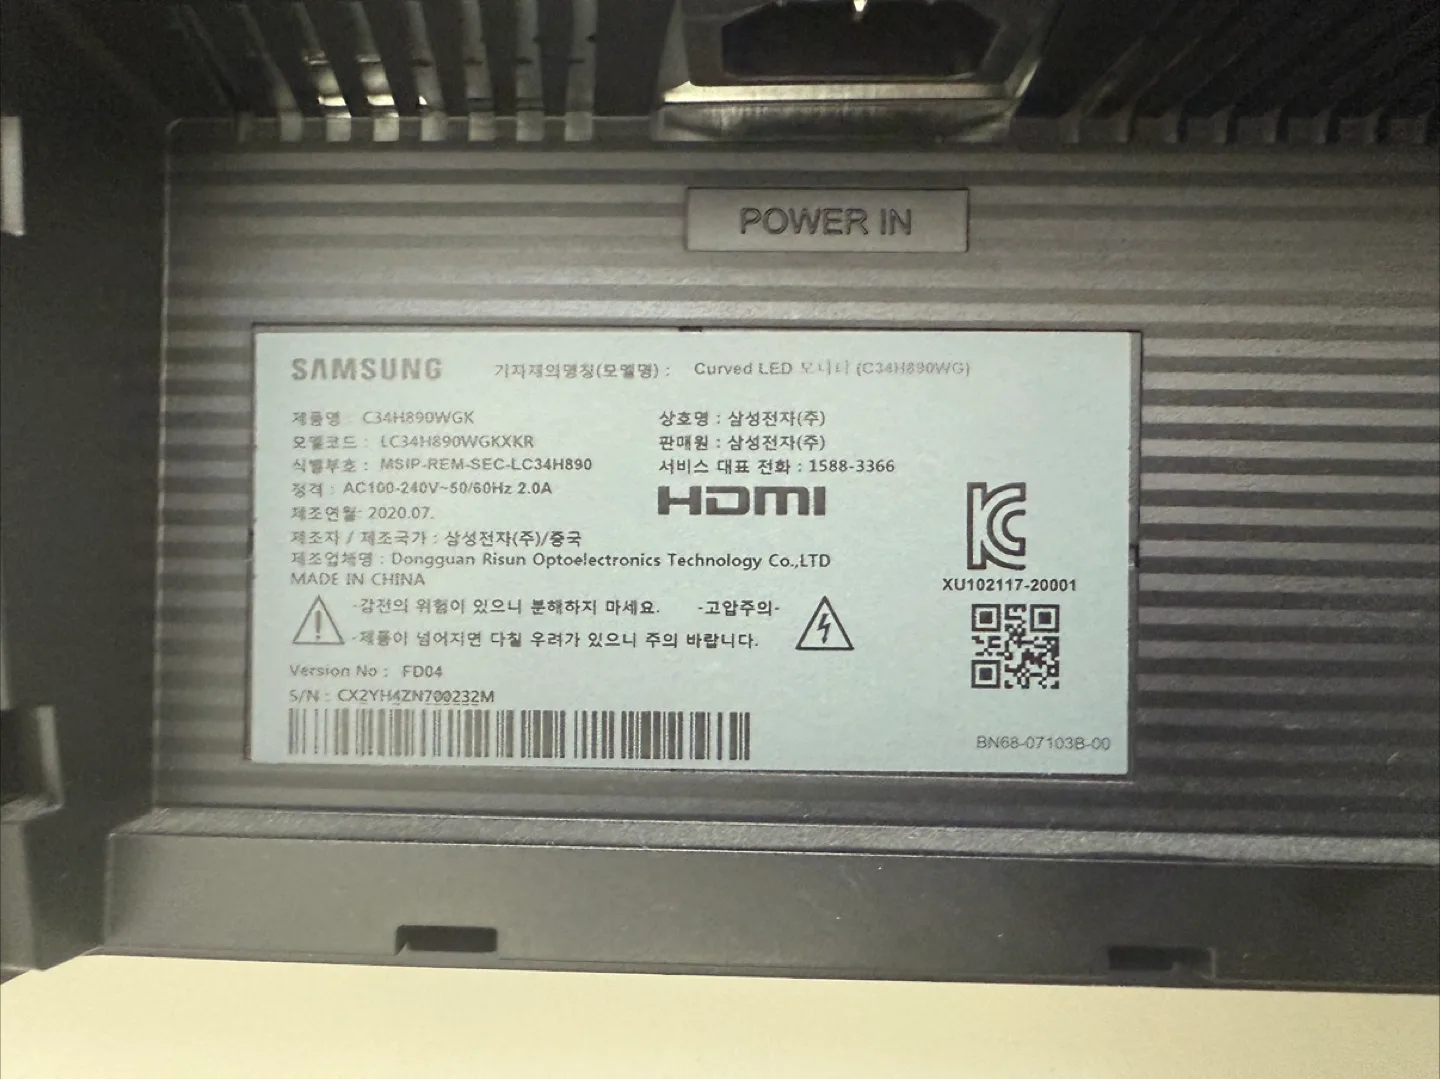 POWER IN
SAMSUNG 기자재의명칭(모델명) : Curved LED 모니터 (C34H890WG)
제품명 : C34H890WGK
모델코드 : LC34H890WGKXKR
식별부호 : MSIP-REM-SEC-LC34H890
정격 : AC100-240V~50/60Hz 2.0A
제조연월: 2020.07.
제조자 / 제조국가 : 삼성전자(주)/중국
제조업체명 : Dongguan Risun Optoelectronics Technology Co.,LTD
MADE IN CHINA
상호명 : 삼성전자(주)
판매원 : 삼성전자(주)
서비스 대표 전화 : 1588-3366
HDMI
XU102117-20001
-감전의 위험이 있으니 분해하지 마세요. -고압주의-
-제품이 넘어지면 다칠 우려가 있으니 주의 바랍니다.
Version No : FD04
S/N : CX2YH4ZN700232M
BN68-07103B-00